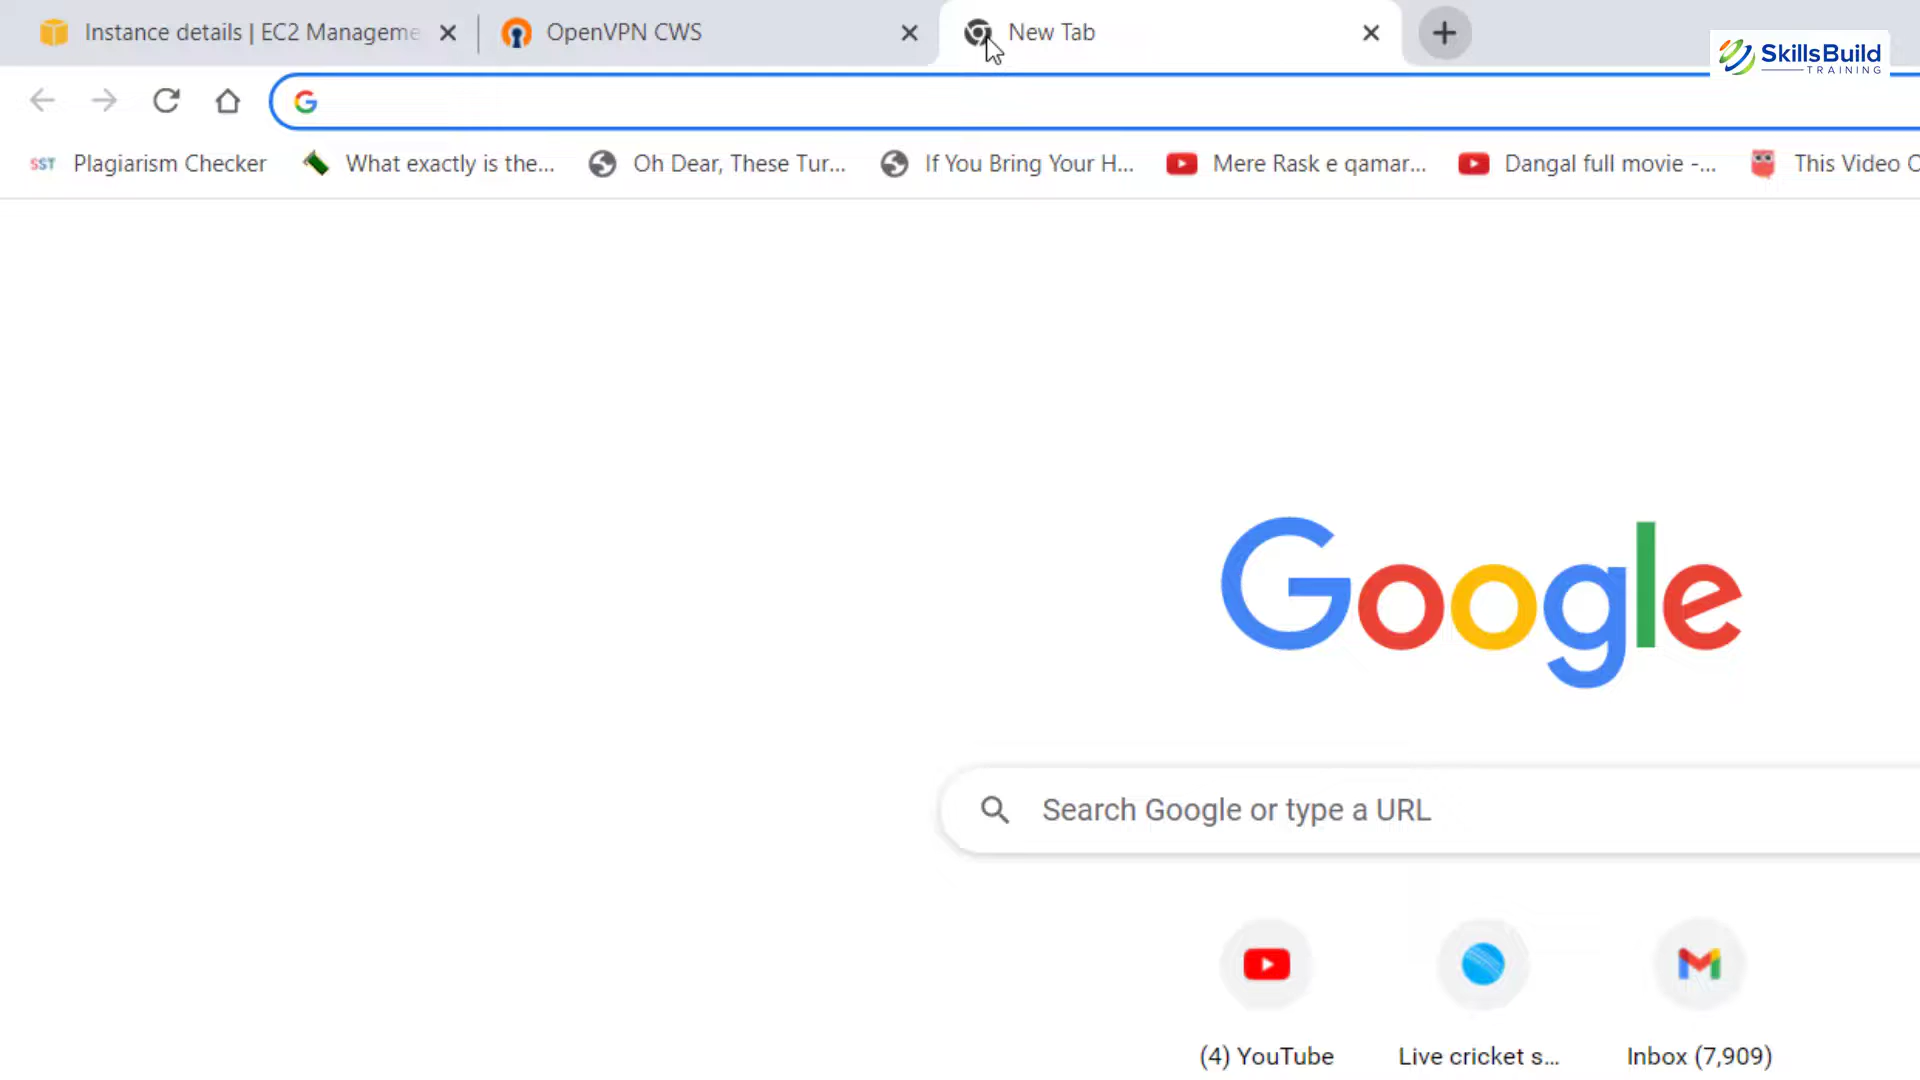 Instance details | EC2 Manageme
OpenVPN CWS
New Tab
SkillsBuild
TRAINING
SST Plagiarism Checker
What exactly is the...
Oh Dear, These Tur...
If You Bring Your H...
Mere Rask e qamar...
Dangal full movie -...
This Video C
Google
Search Google or type a URL
(4) YouTube
Live cricket s...
Inbox (7,909)